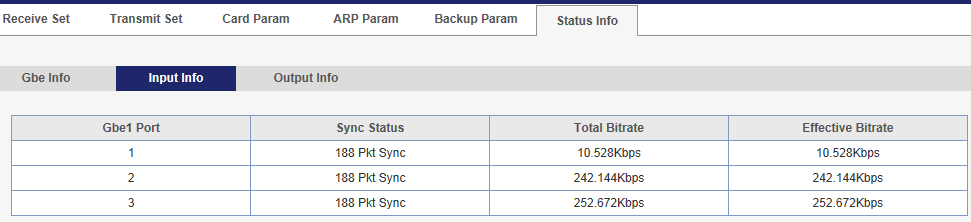 Receive Set Transmit Set Card Param ARP Param Backup Param Status Info
Gbe Info Input Info Output Info
Gbe1 Port Sync Status Total Bitrate Effective Bitrate
1 188 Pkt Sync 10.528Kbps 10.528Kbps
2 188 Pkt Sync 242.144Kbps 242.144Kbps
3 188 Pkt Sync 252.672Kbps 252.672Kbps